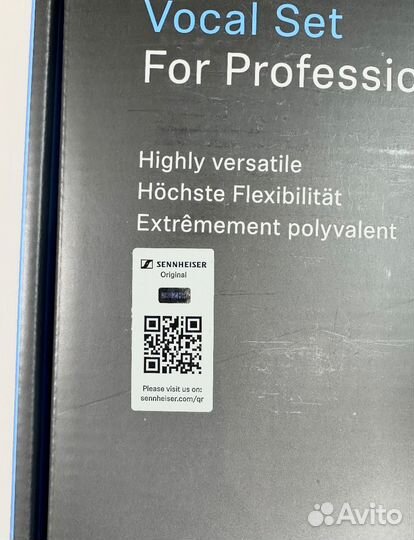 Vocal Set
For Professio
Highly versatile
Höchste Flexibilität
Extrêmement polyvalent
SENNHEISER
Original
Please visit us on:
sennheiser.com/qr
Avito